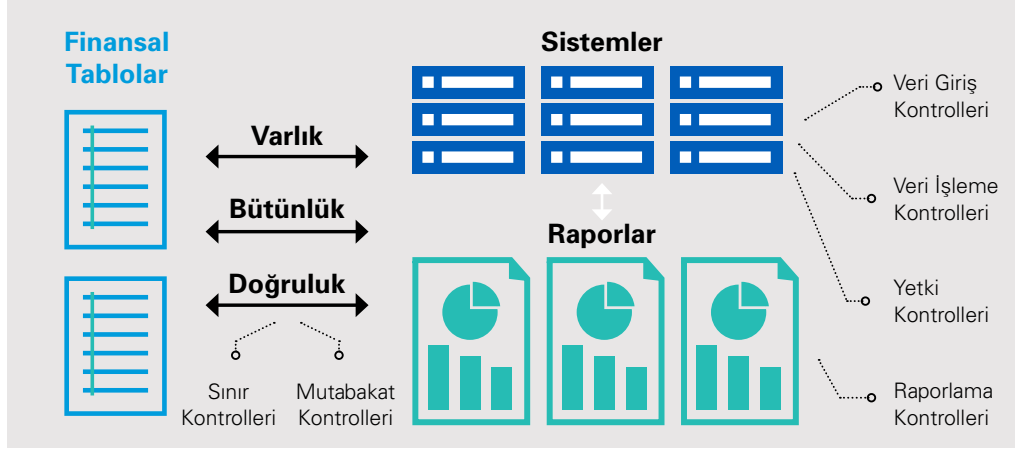 Finansal
Tablolar
Varlık
Bütünlük
Doğruluk
Sınır
Kontrolleri
Mutabakat
Kontrolleri
Sistemler
Raporlar
Veri Giriş
Kontrolleri
Veri İşleme
Kontrolleri
Yetki
Kontrolleri
Raporlama
Kontrolleri